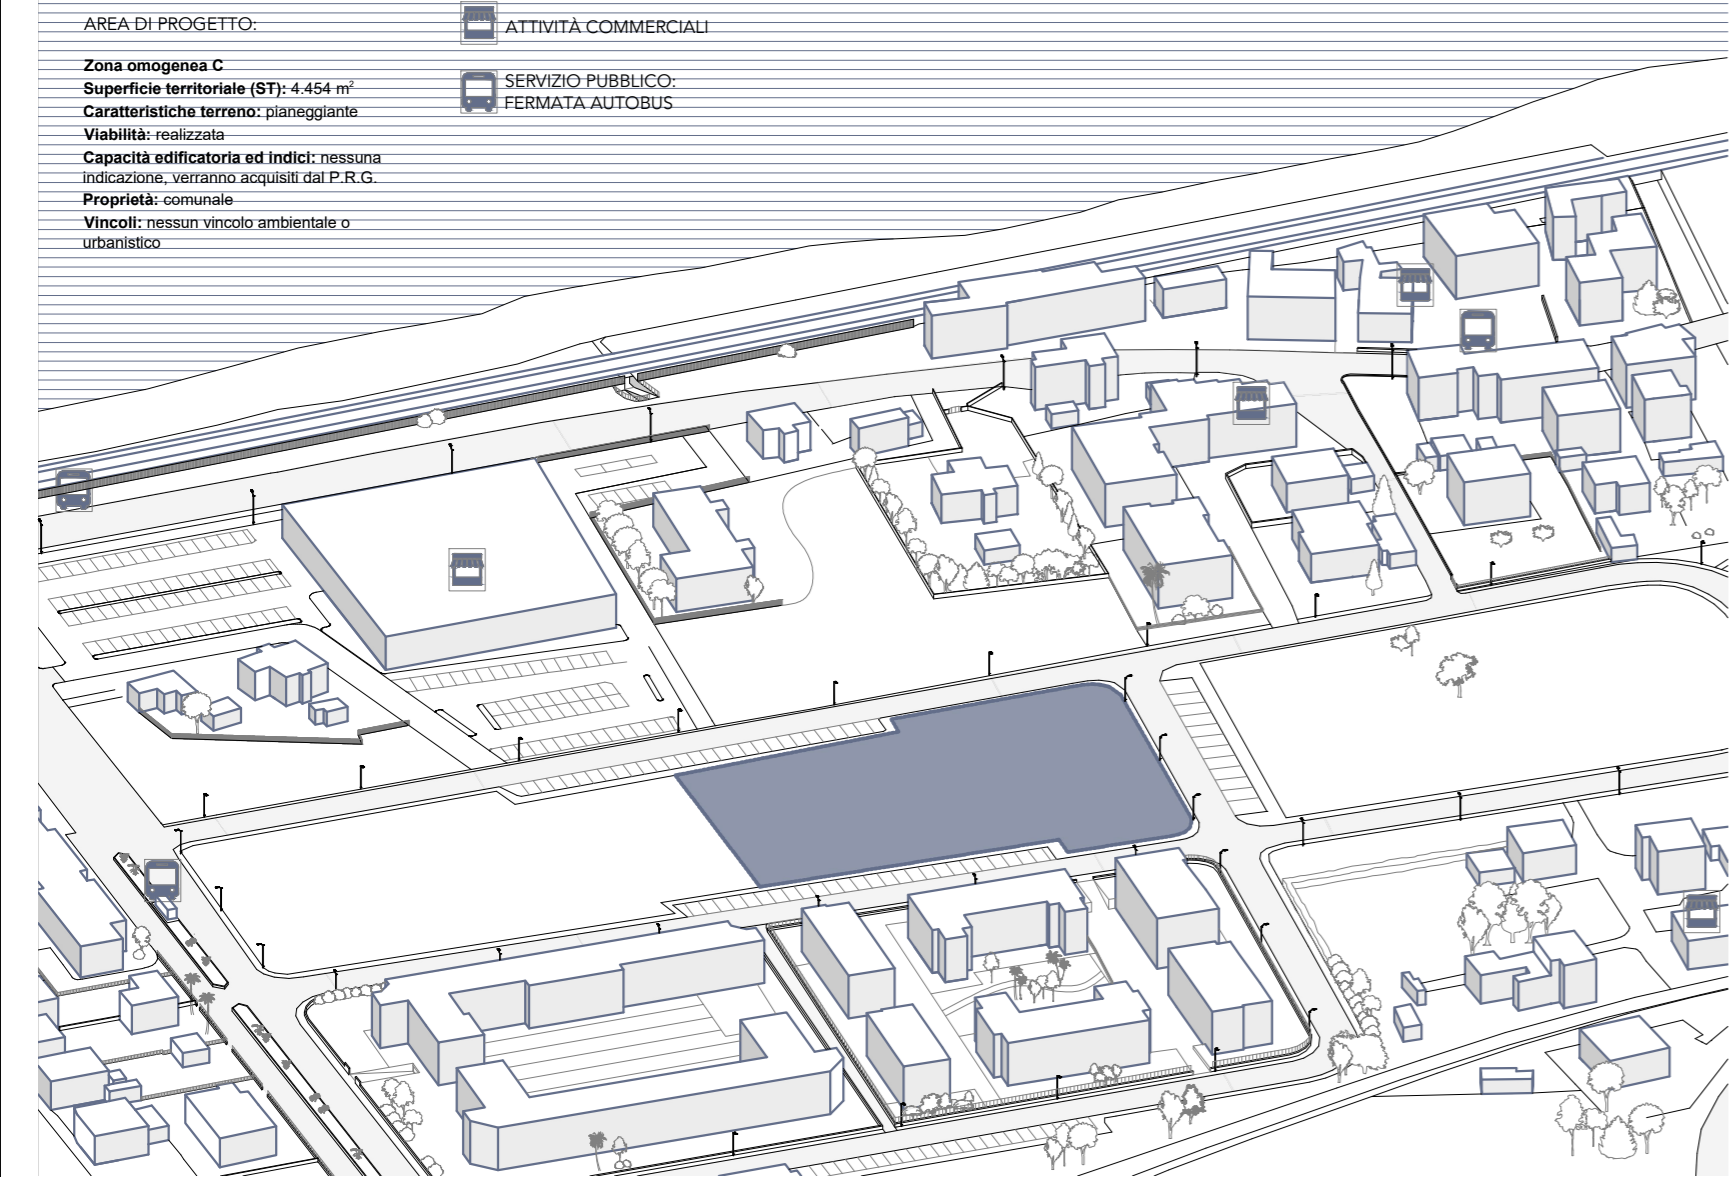 AREA DI PROGETTO:
Zona omogenea C
Superficie territoriale (ST): 4.454 m²
Caratteristiche terreno: pianeggiante
Viabilità: realizzata
Capacità edificatoria ed indici: nessuna
indicazione, verranno acquisiti dal P.R.G.
Proprietà: comunale
Vincoli: nessun vincolo ambientale o
urbanistico
ATTIVITÀ COMMERCIALI
SERVIZIO PUBBLICO:
FERMATA AUTOBUS